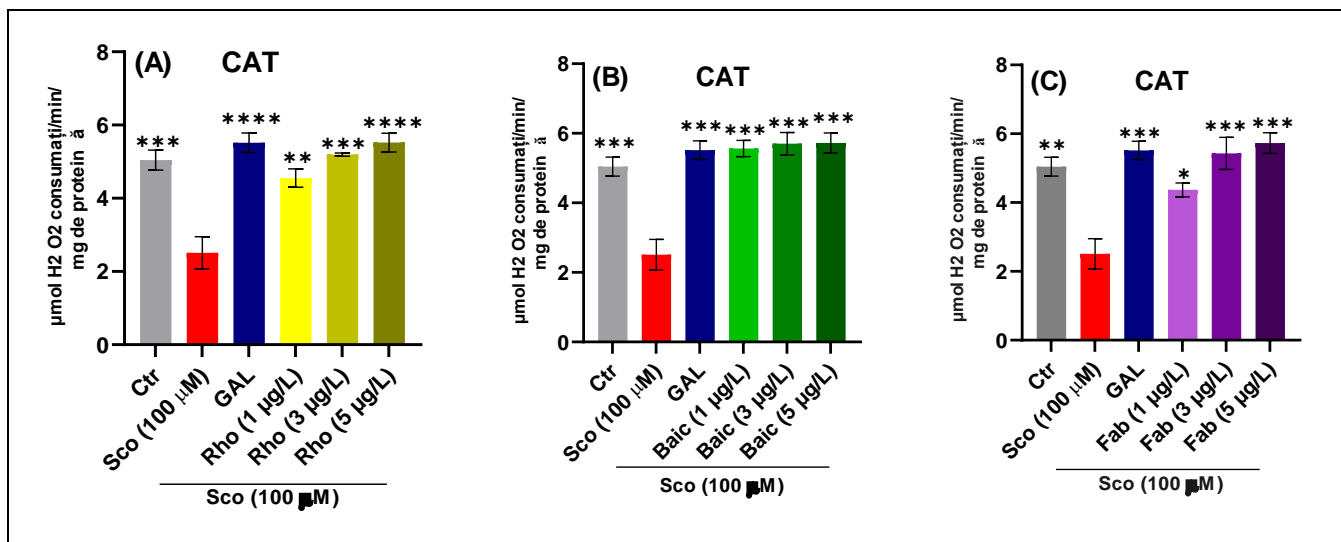 (A) CAT
µmol H2 O2 consumați/min/
mg de protein ă
8
6
4
2
0
*** **** ** *** ****
Ctr
Sco (100 µM)
GAL
Rho (1 µg/L)
Rho (3 µg/L)
Rho (5 µg/L)
Sco (100 µM)
(B) CAT
µmol H2 O2 consumați/min/
mg de protein ă
8
6
4
2
0
*** *** *** *** ***
Ctr
Sco (100 µM)
GAL
Baic (1 µg/L)
Baic (3 µg/L)
Baic (5 µg/L)
Sco (100 µM)
(C) CAT
µmol H2 O2 consumați/min/
mg de protein ă
8
6
4
2
0
** *** * *** ***
Ctr
Sco (100 µM)
GAL
Fab (1 µg/L)
Fab (3 µg/L)
Fab (5 µg/L)
Sco (100 µM)